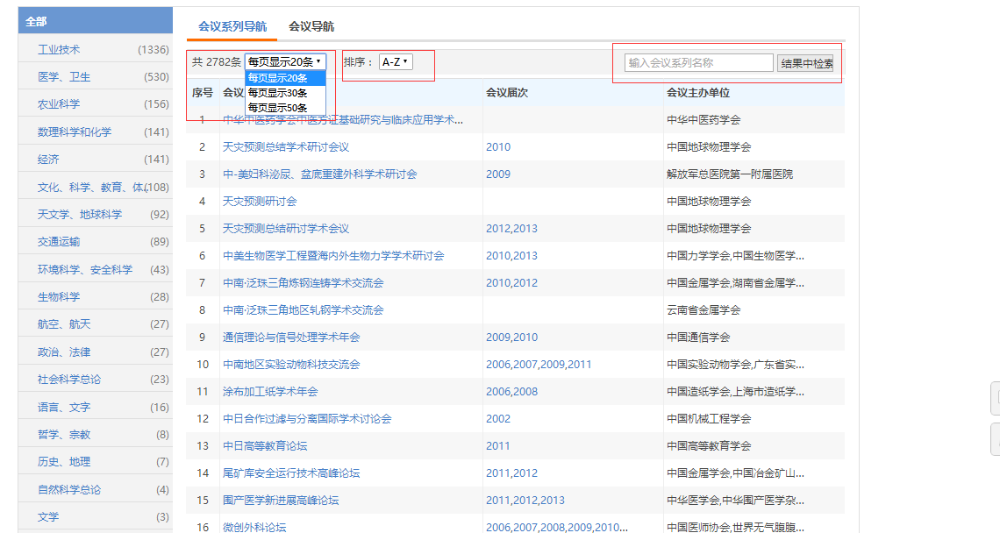 全部
工业技术 (1336)
医学、卫生 (530)
农业科学 (156)
数理科学和化学 (141)
经济 (141)
文化、科学、教育、体 (108)
天文学、地球科学 (92)
交通运输 (89)
环境科学、安全科学 (43)
生物科学 (28)
航空、航天 (27)
政治、法律 (27)
社会科学总论 (23)
语言、文字 (16)
哲学、宗教 (8)
历史、地理 (7)
自然科学总论 (4)
文学 (3)
会议系列导航 会议导航
共 2782条 每页显示20条 排序： A-Z 输入会议系列名称 结果中检索
每页显示20条
每页显示30条
每页显示50条
序号 会议 会议届次 会议主办单位
1 中华中医药学会中医方证基础研究与临床应用学术... 中华中医药学会
2 天灾预测总结学术研讨会议 2010 中国地球物理学会
3 中-美妇科泌尿、盆底重建外科学术研讨会 2009 解放军总医院第一附属医院
4 天灾预测研讨会 中国地球物理学会
5 天灾预测总结研讨学术会议 2012,2013 中国地球物理学会
6 中美生物医学工程暨海内外生物力学学术研讨会 2010,2013 中国力学学会,中国生物医学...
7 中南·泛珠三角炼钢连铸学术交流会 2010,2012 中国金属学会,湖南省金属学...
8 中南·泛珠三角地区轧钢学术交流会 云南省金属学会
9 通信理论与信号处理学术年会 2009,2010 中国通信学会
10 中南地区实验动物科技交流会 2006,2007,2009,2011 中国实验动物学会,广东省实...
11 涂布加工纸学术年会 2006,2008 中国造纸学会,上海市造纸学...
12 中日合作过滤与分离国际学术讨论会 2002 中国机械工程学会
13 中日高等教育论坛 2011 中国高等教育学会
14 尾矿库安全运行技术高峰论坛 2011,2012 中国金属学会,中国冶金矿山...
15 围产医学新进展高峰论坛 2011,2012,2013 中华医学会,中华围产医学杂...
16 微创外科论坛 2006,2007,2008,2009,2010... 中国医师协会,世界无气腹腹...